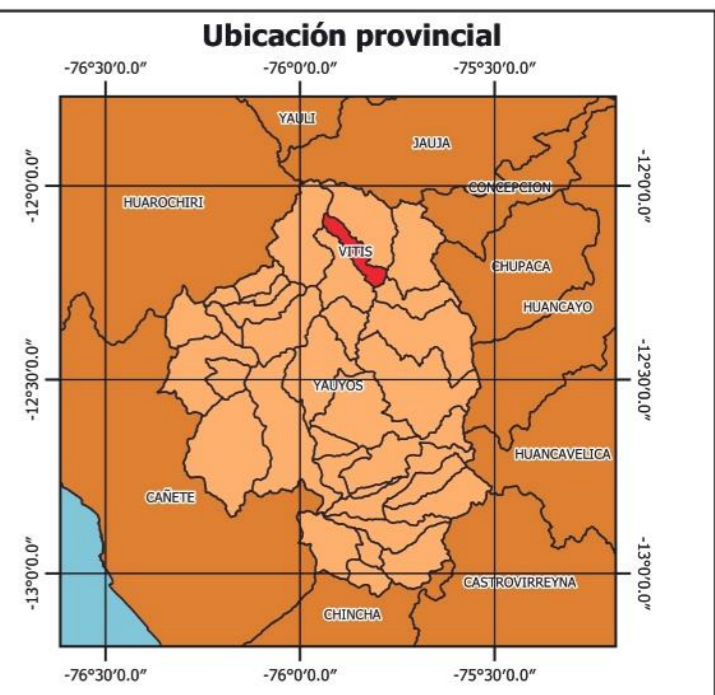 Ubicación provincial
-76°30'0.0" -76°0'0.0" -75°30'0.0"
YAULI
JAUJA
-12°0'0.0" -12°0'0.0"
CONCEPCION
HUAROCHIRI
VITIS
CHUPACA
HUANCAYO
-12°30'0.0" -12°30'0.0"
YAUYOS
HUANCAVELICA
CAÑETE
-13°0'0.0" -13°0'0.0"
CASTROVIRREYNA
CHINCHA
-76°30'0.0" -76°0'0.0" -75°30'0.0"